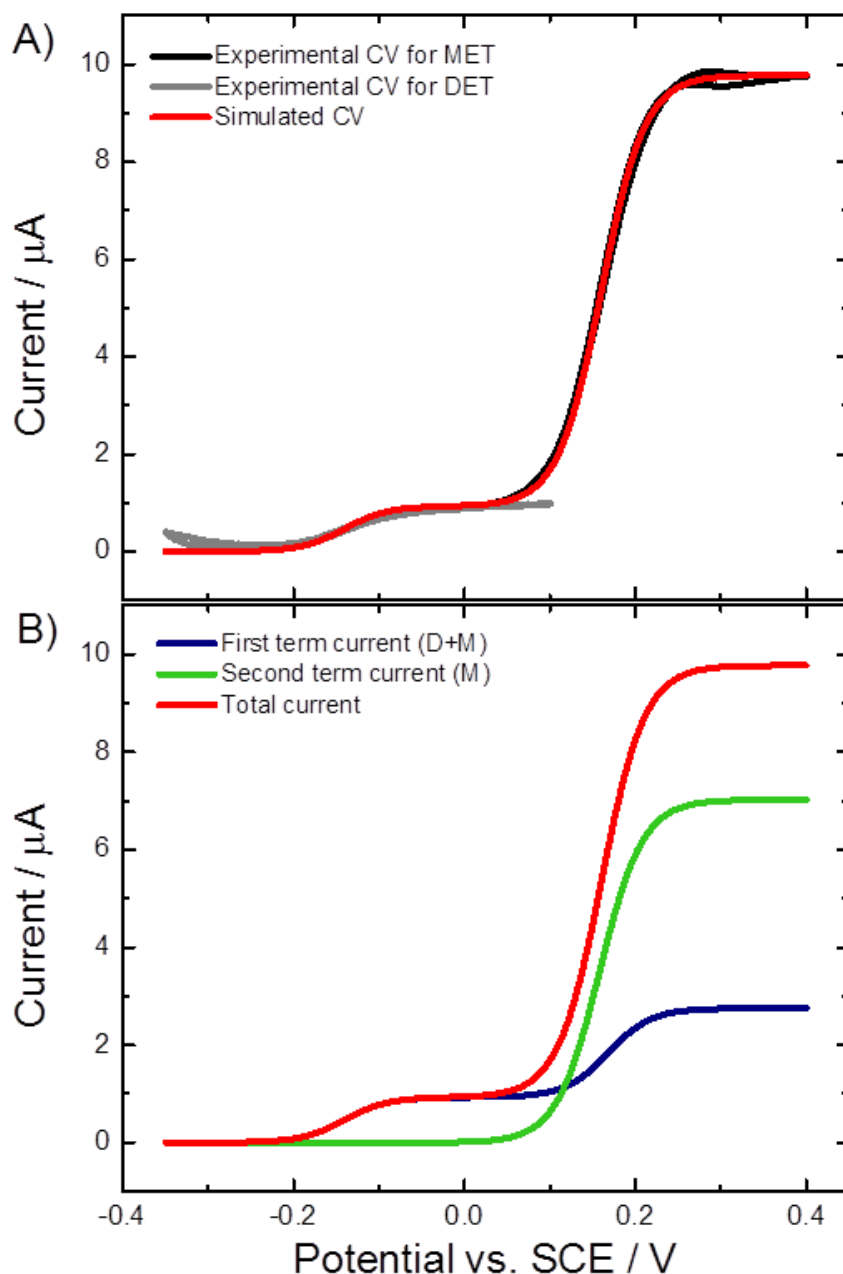 A)
Experimental CV for MET
Experimental CV for DET
Simulated CV
10
8
6
4
2
0
Current / μA
B)
First term current (D+M)
Second term current (M)
Total current
10
8
6
4
2
0
Current / μA
-0.4
-0.2
0.0
0.2
0.4
Potential vs. SCE / V